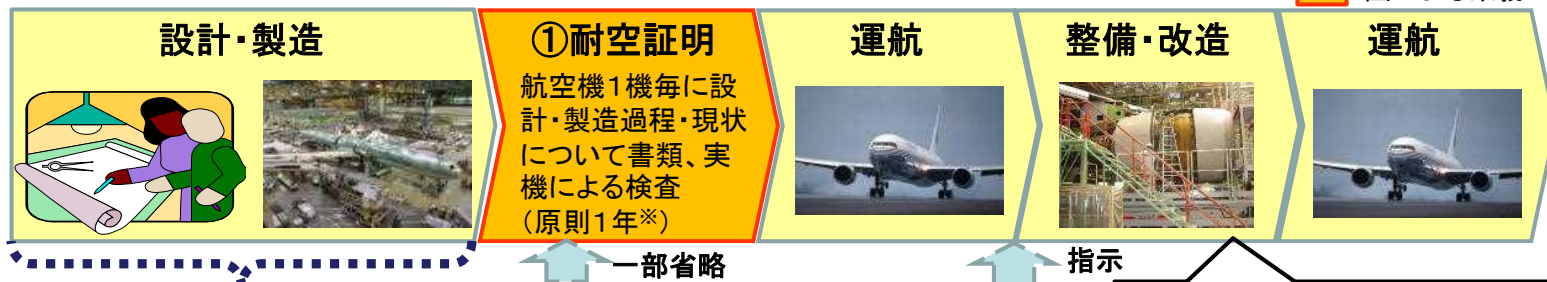 設計・製造
①耐空証明
航空機1機毎に設
計・製造過程・現状
について書類、実
機による検査
(原則1年※)
運航
整備・改造
運航
一部省略
指示